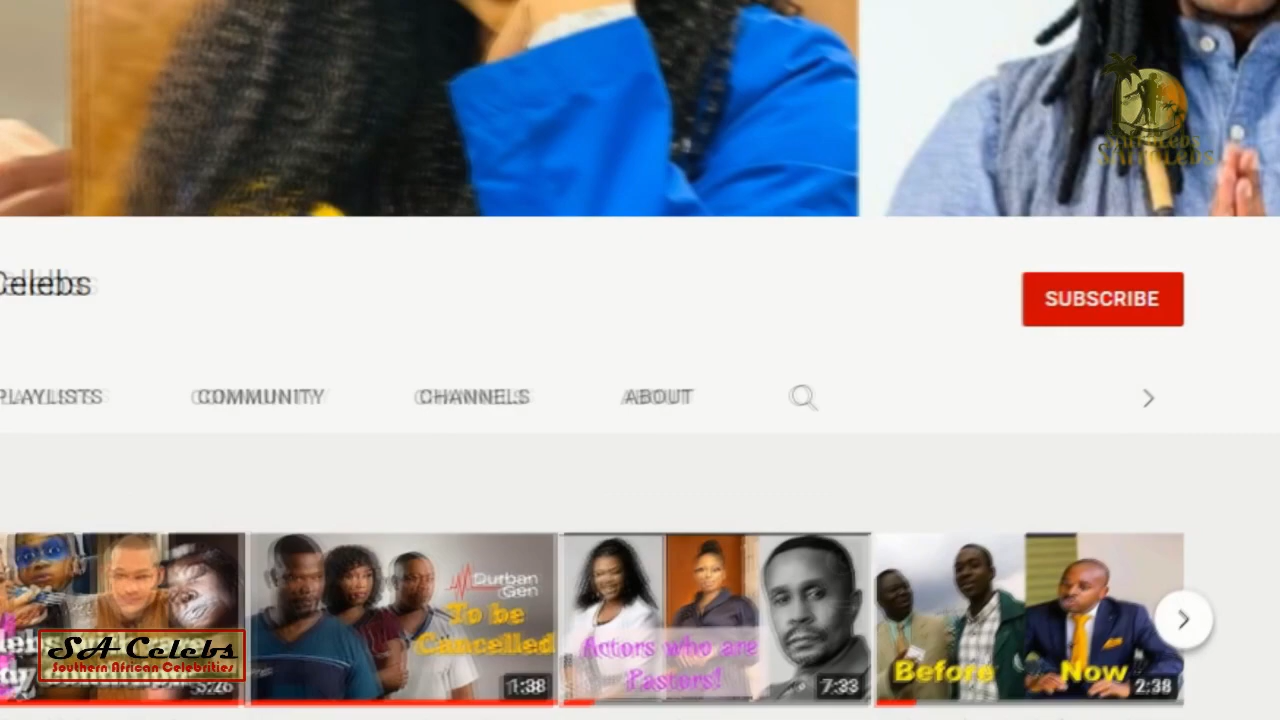 Celebs
SUBSCRIBE
PLAYLISTS COMMUNITY CHANNELS ABOUT
Durban
Gen
To be
Cancelled
1:38
Actors who are
Pastors!
7:33
Before Now
2:38
SA Celebs
Southern African Celebrities